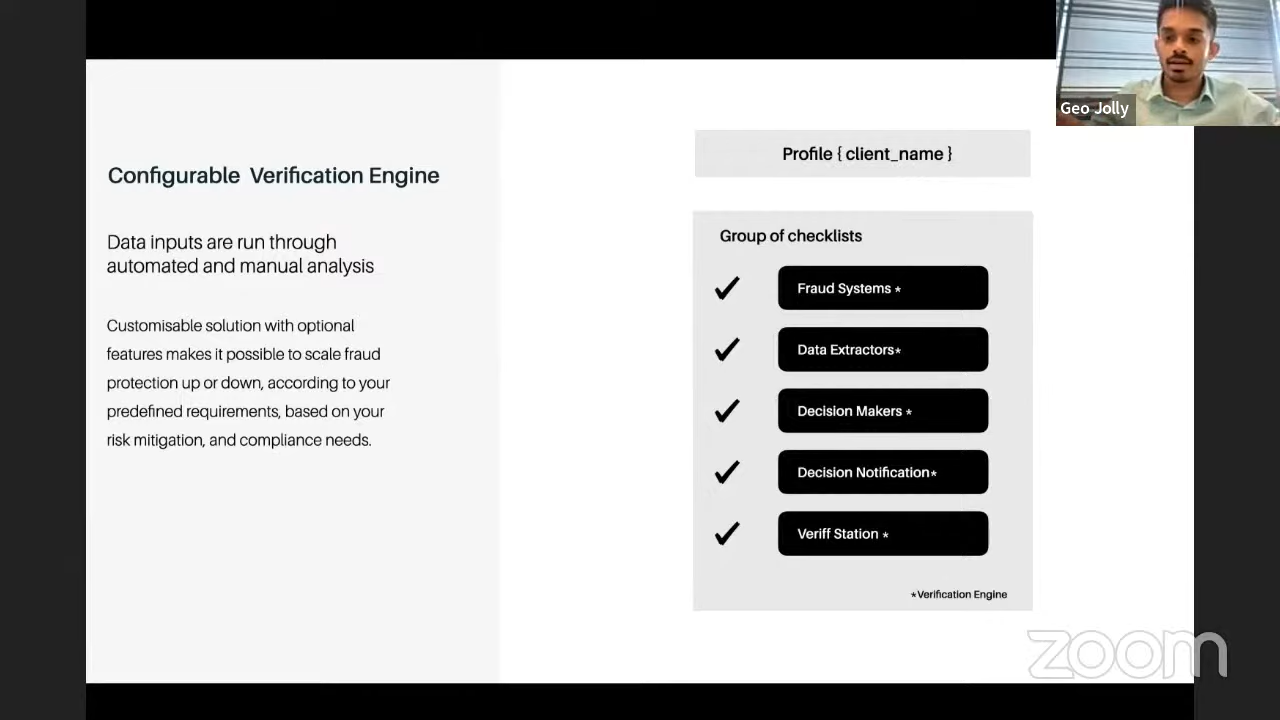 Geo Jolly
Configurable Verification Engine
Data inputs are run through
automated and manual analysis
Customisable solution with optional
features makes it possible to scale fraud
protection up or down, according to your
predefined requirements, based on your
risk mitigation, and compliance needs.
Profile { client_name }
Group of checklists
Fraud Systems *
Data Extractors*
Decision Makers *
Decision Notification*
Veriff Station *
*Verification Engine
zoom